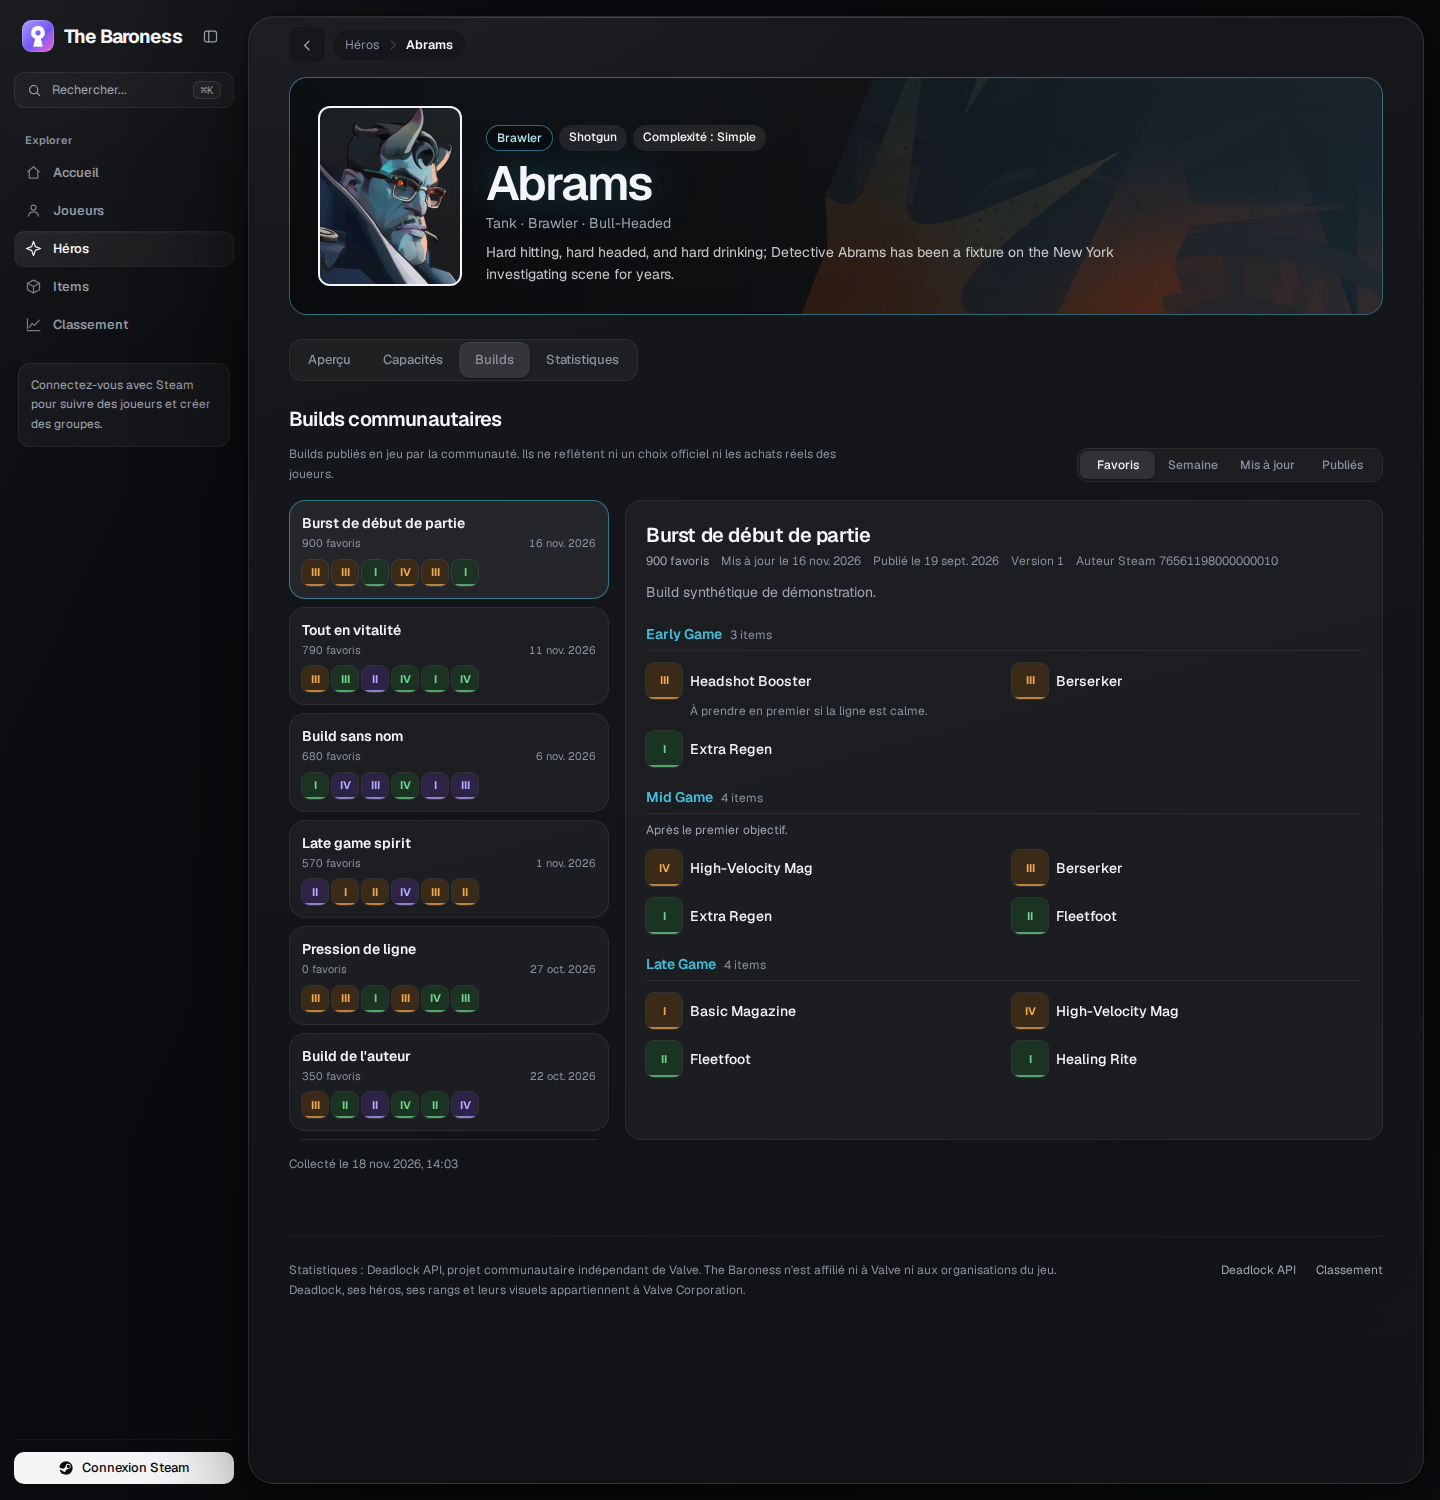 The Baroness
Rechercher...
⌘K
Explorer
Accueil
Joueurs
Héros
Items
Classement
Connectez-vous avec Steam
pour suivre des joueurs et créer
des groupes.
Connexion Steam
Héros
Abrams
Brawler
Shotgun
Complexité : Simple
Abrams
Tank · Brawler · Bull-Headed
Hard hitting, hard headed, and hard drinking; Detective Abrams has been a fixture on the New York
investigating scene for years.
Aperçu
Capacités
Builds
Statistiques
Builds communautaires
Builds publiés en jeu par la communauté. Ils ne reflètent ni un choix officiel ni les achats réels des
joueurs.
Favoris
Semaine
Mis à jour
Publiés
Burst de début de partie
900 favoris 16 nov. 2026
III III I IV III I
Tout en vitalité
790 favoris 11 nov. 2026
III III II IV I IV
Build sans nom
680 favoris 6 nov. 2026
I IV III IV I III
Late game spirit
570 favoris 1 nov. 2026
II I II IV III II
Pression de ligne
0 favoris 27 oct. 2026
III III I III IV III
Build de l'auteur
350 favoris 22 oct. 2026
III II II IV II IV
Burst de début de partie
900 favoris Mis à jour le 16 nov. 2026 Publié le 19 sept. 2026 Version 1 Auteur Steam 76561198000000010
Build synthétique de démonstration.
Early Game 3 items
III Headshot Booster
À prendre en premier si la ligne est calme.
III Berserker
I Extra Regen
Mid Game 4 items
Après le premier objectif.
IV High-Velocity Mag
III Berserker
I Extra Regen
II Fleetfoot
Late Game 4 items
I Basic Magazine
IV High-Velocity Mag
II Fleetfoot
I Healing Rite
Collecté le 18 nov. 2026, 14:03
Statistiques : Deadlock API, projet communautaire indépendant de Valve. The Baroness n'est affilié ni à Valve ni aux organisations du jeu.
Deadlock, ses héros, ses rangs et leurs visuels appartiennent à Valve Corporation.
Deadlock API
Classement